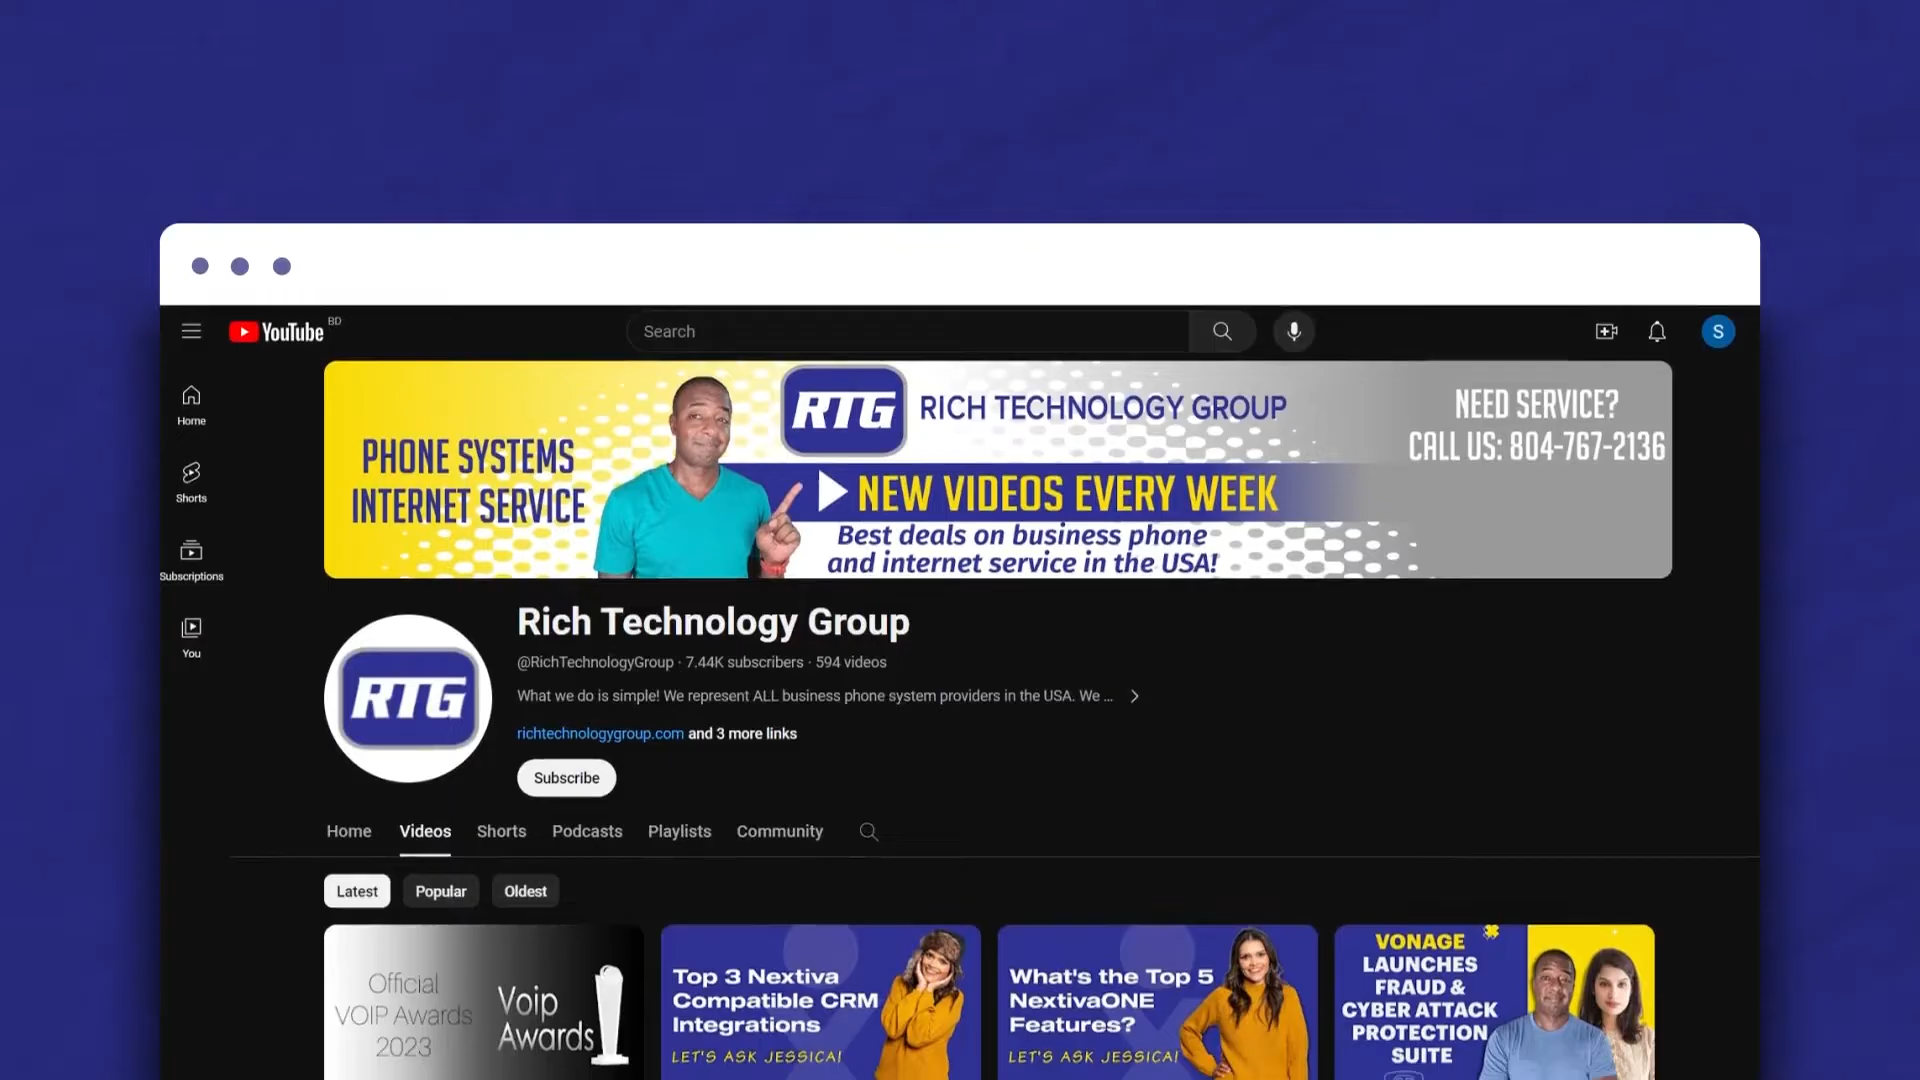 YouTube BD
Search
S
Home
Shorts
Subscriptions
You
PHONE SYSTEMS
INTERNET SERVICE
RTG
RICH TECHNOLOGY GROUP
NEW VIDEOS EVERY WEEK
Best deals on business phone
and internet service in the USA!
NEED SERVICE?
CALL US: 804-767-2136
RTG
Rich Technology Group
@RichTechnologyGroup · 7.44K subscribers · 594 videos
What we do is simple! We represent ALL business phone system providers in the USA. We ...
richtechnologygroup.com and 3 more links
Subscribe
Home Videos Shorts Podcasts Playlists Community
Latest Popular Oldest
Official
VOIP Awards
2023
Voip
Awards
Top 3 Nextiva
Compatible CRM
Integrations
LET'S ASK JESSICA!
What's the Top 5
NextivaONE
Features?
LET'S ASK JESSICA!
VONAGE
LAUNCHES
FRAUD &
CYBER ATTACK
PROTECTION
SUITE